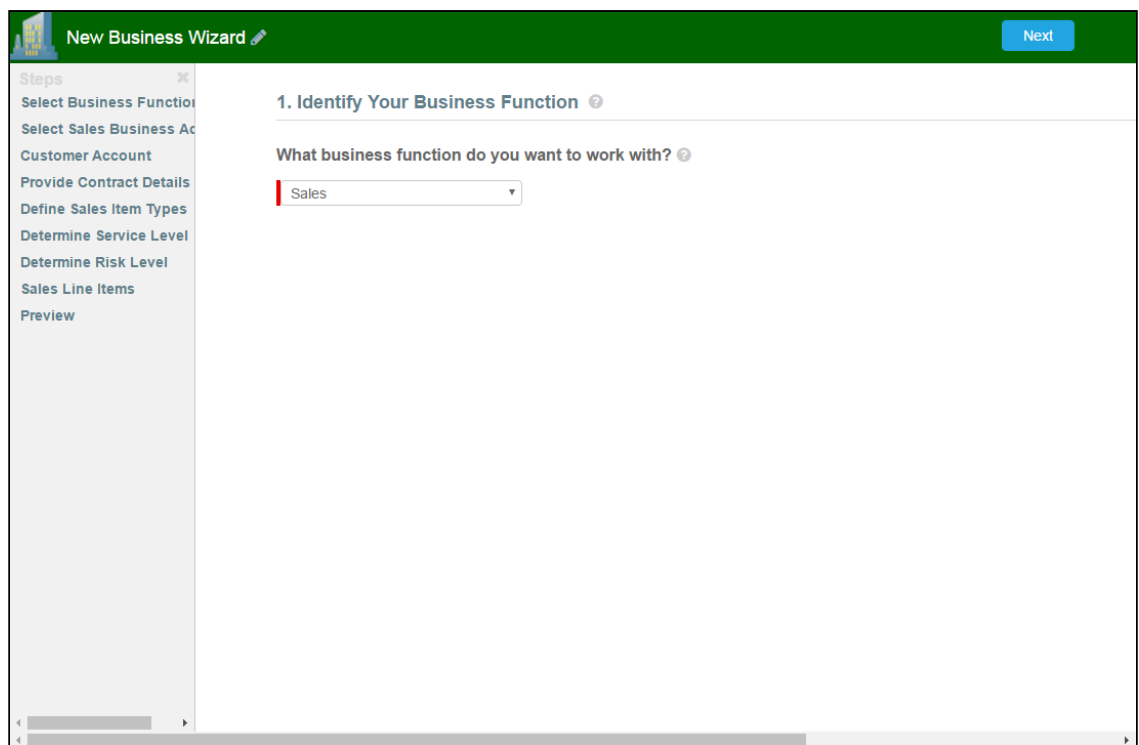 New Business Wizard
Next
Steps
Select Business Function
Select Sales Business Ac
Customer Account
Provide Contract Details
Define Sales Item Types
Determine Service Level
Determine Risk Level
Sales Line Items
Preview
1. Identify Your Business Function
What business function do you want to work with?
Sales